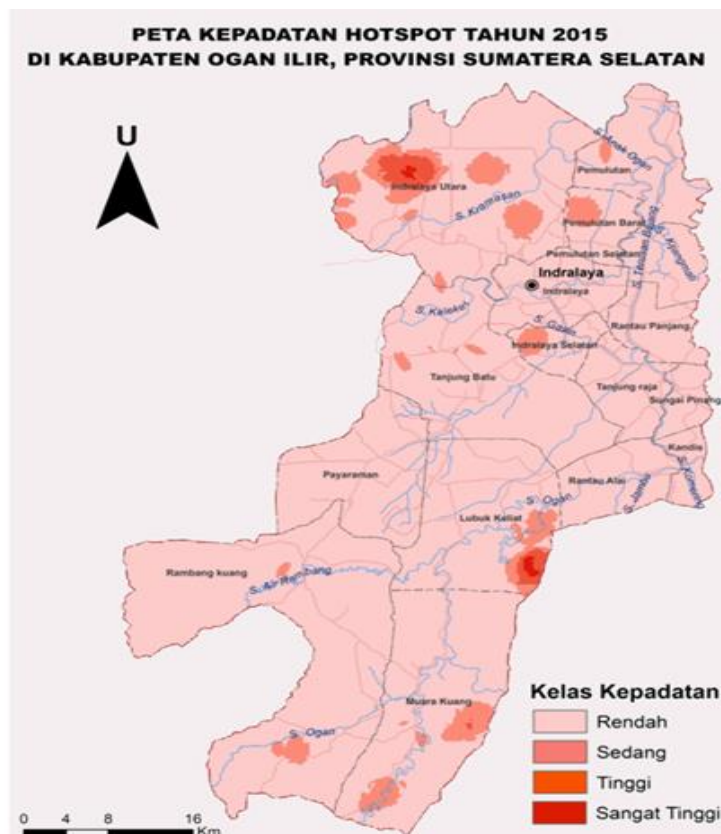 PETA KEPADATAN HOTSPOT TAHUN 2015
DI KABUPATEN OGAN ILIR, PROVINSI SUMATERA SELATAN
U
S. Anak Ogan
Pemulutan
Indralaya Utara
S. Kramasan
Pemulutan Barat
Pemulutan Selatan
Indralaya
Indralaya
S. Kelekar
Rantau Panjang
Indralaya Selatan
Tanjung Batu
Tanjung raja
Sungai Pinang
Kandis
Payaraman
Rantau Alai
S. Ogan
Lubuk Keliat
Rambang kuang
S. Air Rambang
Muara Kuang
S. Ogan
Kelas Kepadatan
Rendah
Sedang
Tinggi
Sangat Tinggi
0 4 8 16
Km